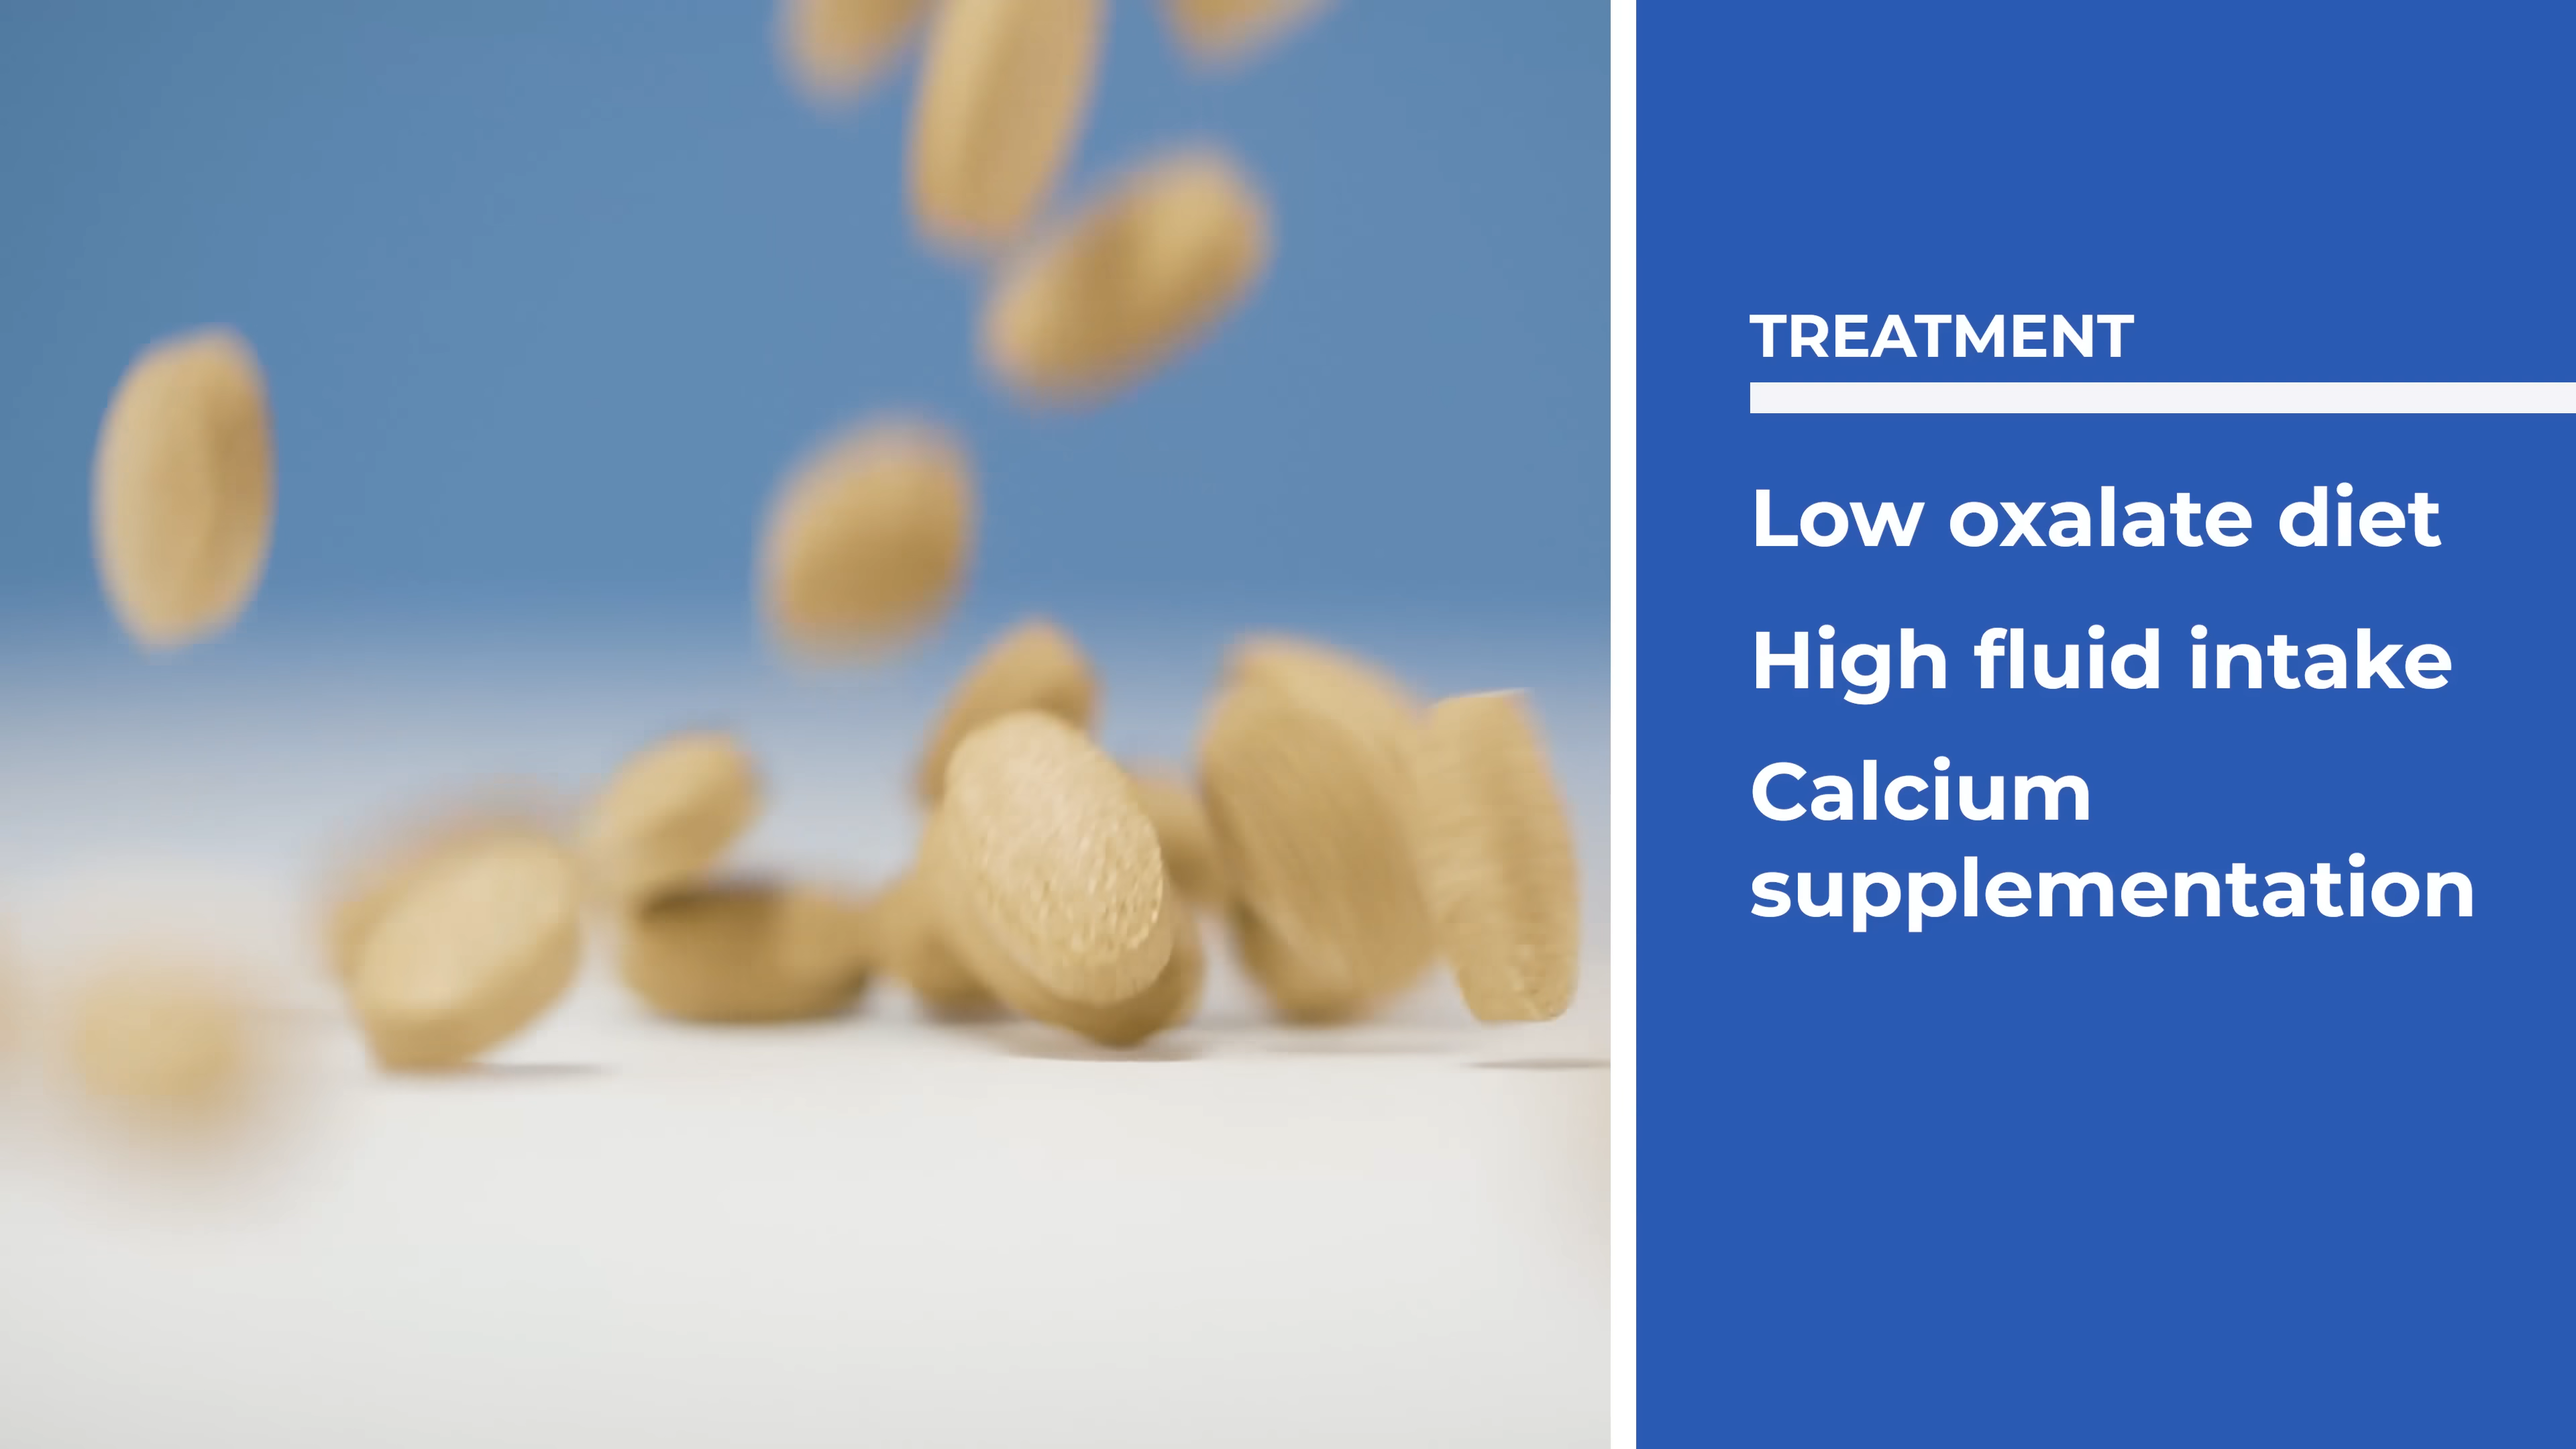 TREATMENT
Low oxalate diet
High fluid intake
Calcium
supplementation